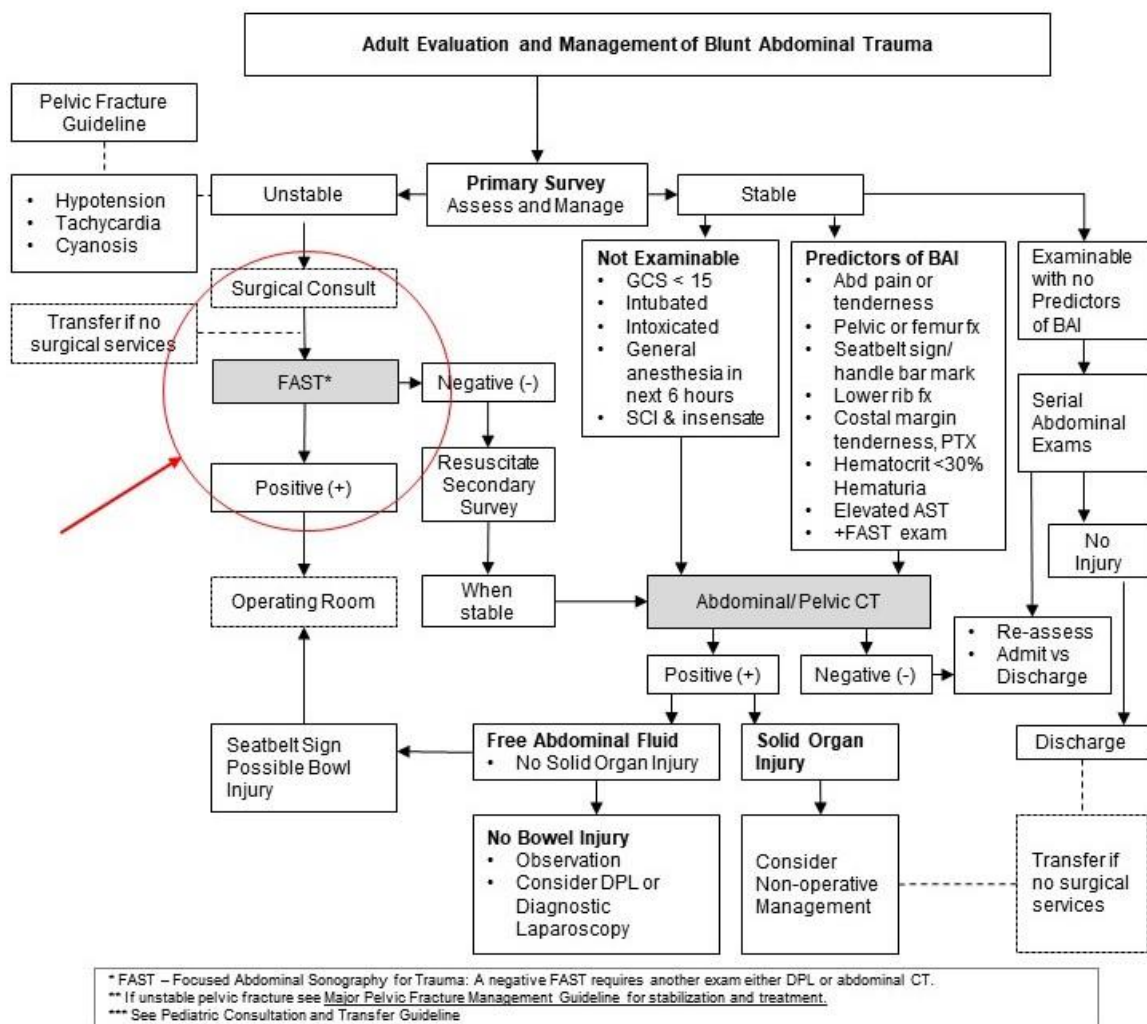 Adult Evaluation and Management of Blunt Abdominal Trauma
Pelvic Fracture
Guideline
• Hypotension
• Tachycardia
• Cyanosis
Unstable
Primary Survey
Assess and Manage
Stable
Surgical Consult
Transfer if no
surgical services
FAST*
Negative (-)
Positive (+)
Resuscitate
Secondary
Survey
Operating Room
When
stable
Not Examinable
• GCS < 15
• Intubated
• Intoxicated
• General
anesthesia in
next 6 hours
• SCI & insensate
Predictors of BAI
• Abd pain or
tenderness
• Pelvic or femur fx
• Seatbelt sign/
handle bar mark
• Lower rib fx
• Costal margin
tenderness, PTX
• Hematocrit <30%
Hematuria
• Elevated AST
• +FAST exam
Examinable
with no
Predictors
of BAI
Serial
Abdominal
Exams
No
Injury
Abdominal/ Pelvic CT
Positive (+)
Negative (-)
• Re-assess
• Admit vs
Discharge
Seatbelt Sign
Possible Bowl
Injury
Free Abdominal Fluid
• No Solid Organ Injury
Solid Organ
Injury
Discharge
No Bowel Injury
• Observation
• Consider DPL or
Diagnostic
Laparoscopy
Consider
Non-operative
Management
Transfer if
no surgical
services
* FAST – Focused Abdominal Sonography for Trauma: A negative FAST requires another exam either DPL or abdominal CT.
** If unstable pelvic fracture see Major Pelvic Fracture Management Guideline for stabilization and treatment.
*** See Pediatric Consultation and Transfer Guideline